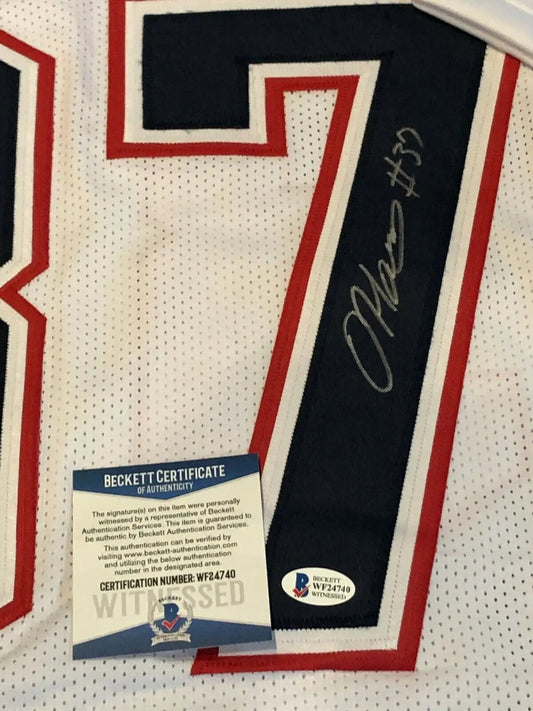 37
#37
BECKETT CERTIFICATE
OF AUTHENTICITY
The signature(s) on this item were personally
witnessed by a representative of Beckett
Authentication Services. This item is guaranteed to
be authentic by Beckett Authentication Services.
This authentication can be verified by
visiting www.beckett-authentication.com
and utilizing the below authentication
number in the designated area.
CERTIFICATION NUMBER: WF24740
WITNESSED
BECKETT
B
BECKETT
WF24740
WITNESSED